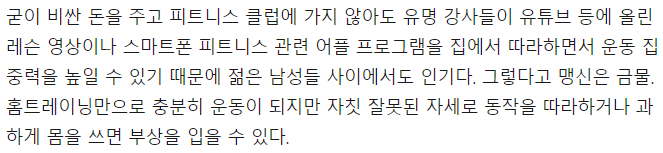 굳이 비싼 돈을 주고 피트니스 클럽에 가지 않아도 유명 강사들이 유튜브 등에 올린
레슨 영상이나 스마트폰 피트니스 관련 어플 프로그램을 집에서 따라하면서 운동 집
중력을 높일 수 있기 때문에 젊은 남성들 사이에서도 인기다. 그렇다고 맹신은 금물.
홈트레이닝만으로 충분히 운동이 되지만 자칫 잘못된 자세로 동작을 따라하거나 과
하게 몸을 쓰면 부상을 입을 수 있다.